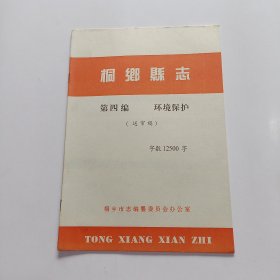 桐鄉縣志
第四编 环境保护
(送审稿)
字数12500字
桐乡市志编纂委员会办公室
TONG XIANG XIAN ZHI